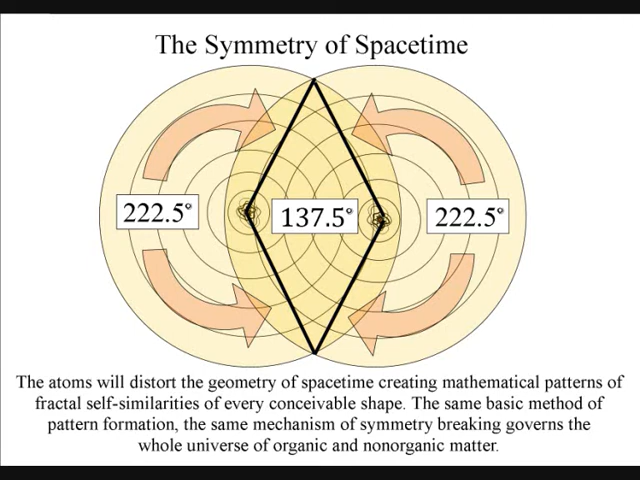 The Symmetry of Spacetime
222.5° 137.5° 222.5°
The atoms will distort the geometry of spacetime creating mathematical patterns of
fractal self-similarities of every conceivable shape. The same basic method of
pattern formation, the same mechanism of symmetry breaking governs the
whole universe of organic and nonorganic matter.